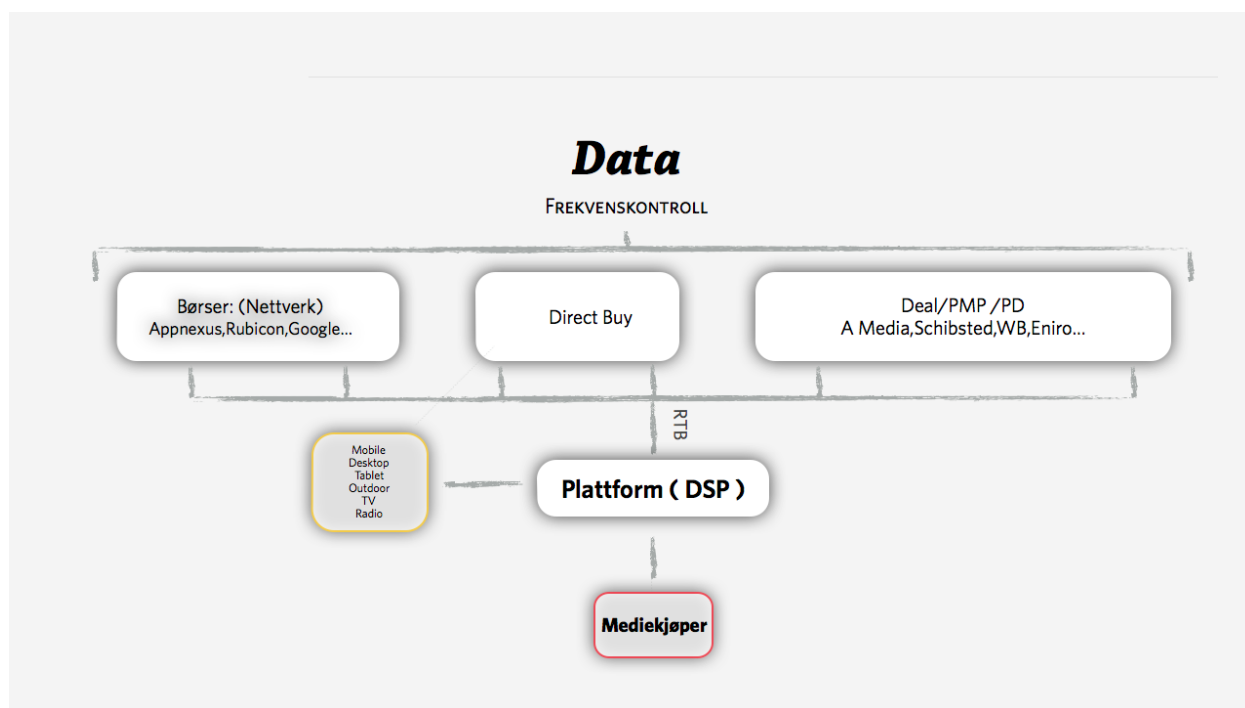 Data
FREKVENSKONTROLL
Børser: (Nettverk)
Appnexus,Rubicon,Google...
Direct Buy
Deal/PMP /PD
A Media,Schibsted,WB,Eniro...
RTB
Mobile
Desktop
Tablet
Outdoor
TV
Radio
Plattform ( DSP )
Mediekjøper